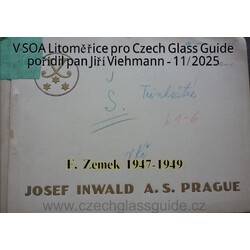 V SOA Litoměřice pro Czech Glass Guide
pořídil pan Jiří Viehmann - 11/2025
J
S.
F. Zemek 1947-1949
JOSEF INWALD A.S. PRAGUE
www.czechglassguide.cz